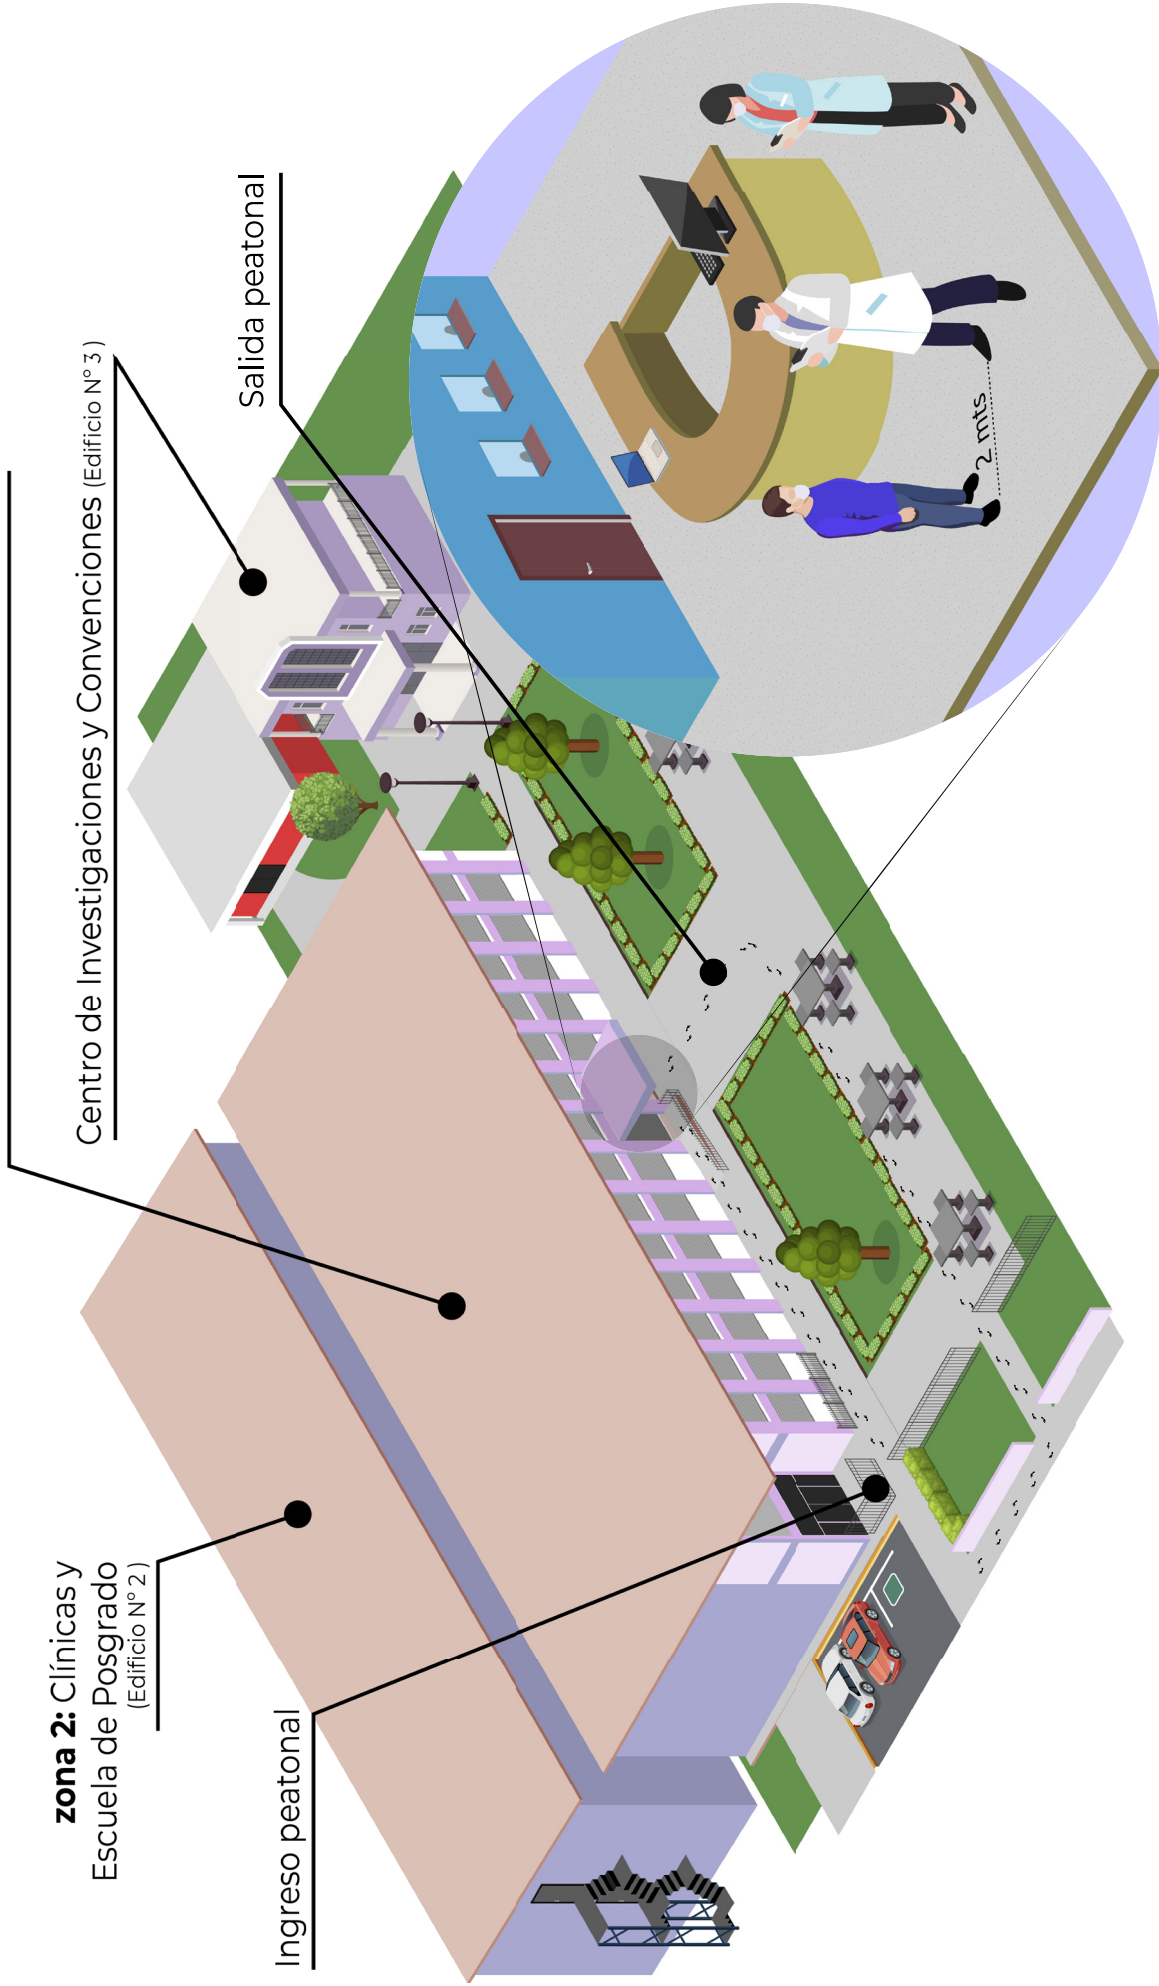 zona 2: Clínicas y
Escuela de Posgrado
(Edificio N° 2)
Centro de Investigaciones y Convenciones (Edificio N° 3)
Ingreso peatonal
Salida peatonal
2 mts